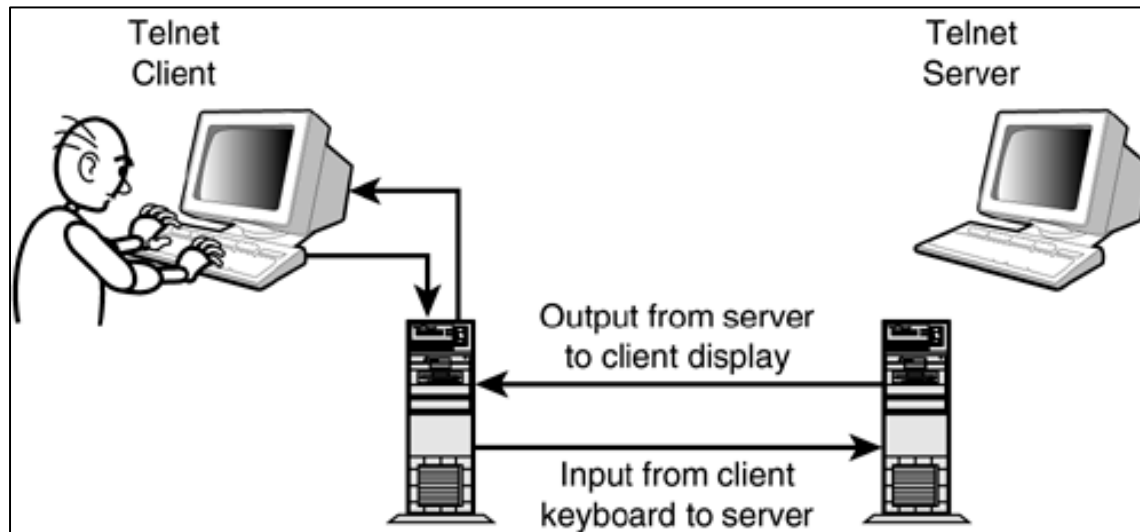 Telnet
Client
Telnet
Server
Output from server
to client display
Input from client
keyboard to server